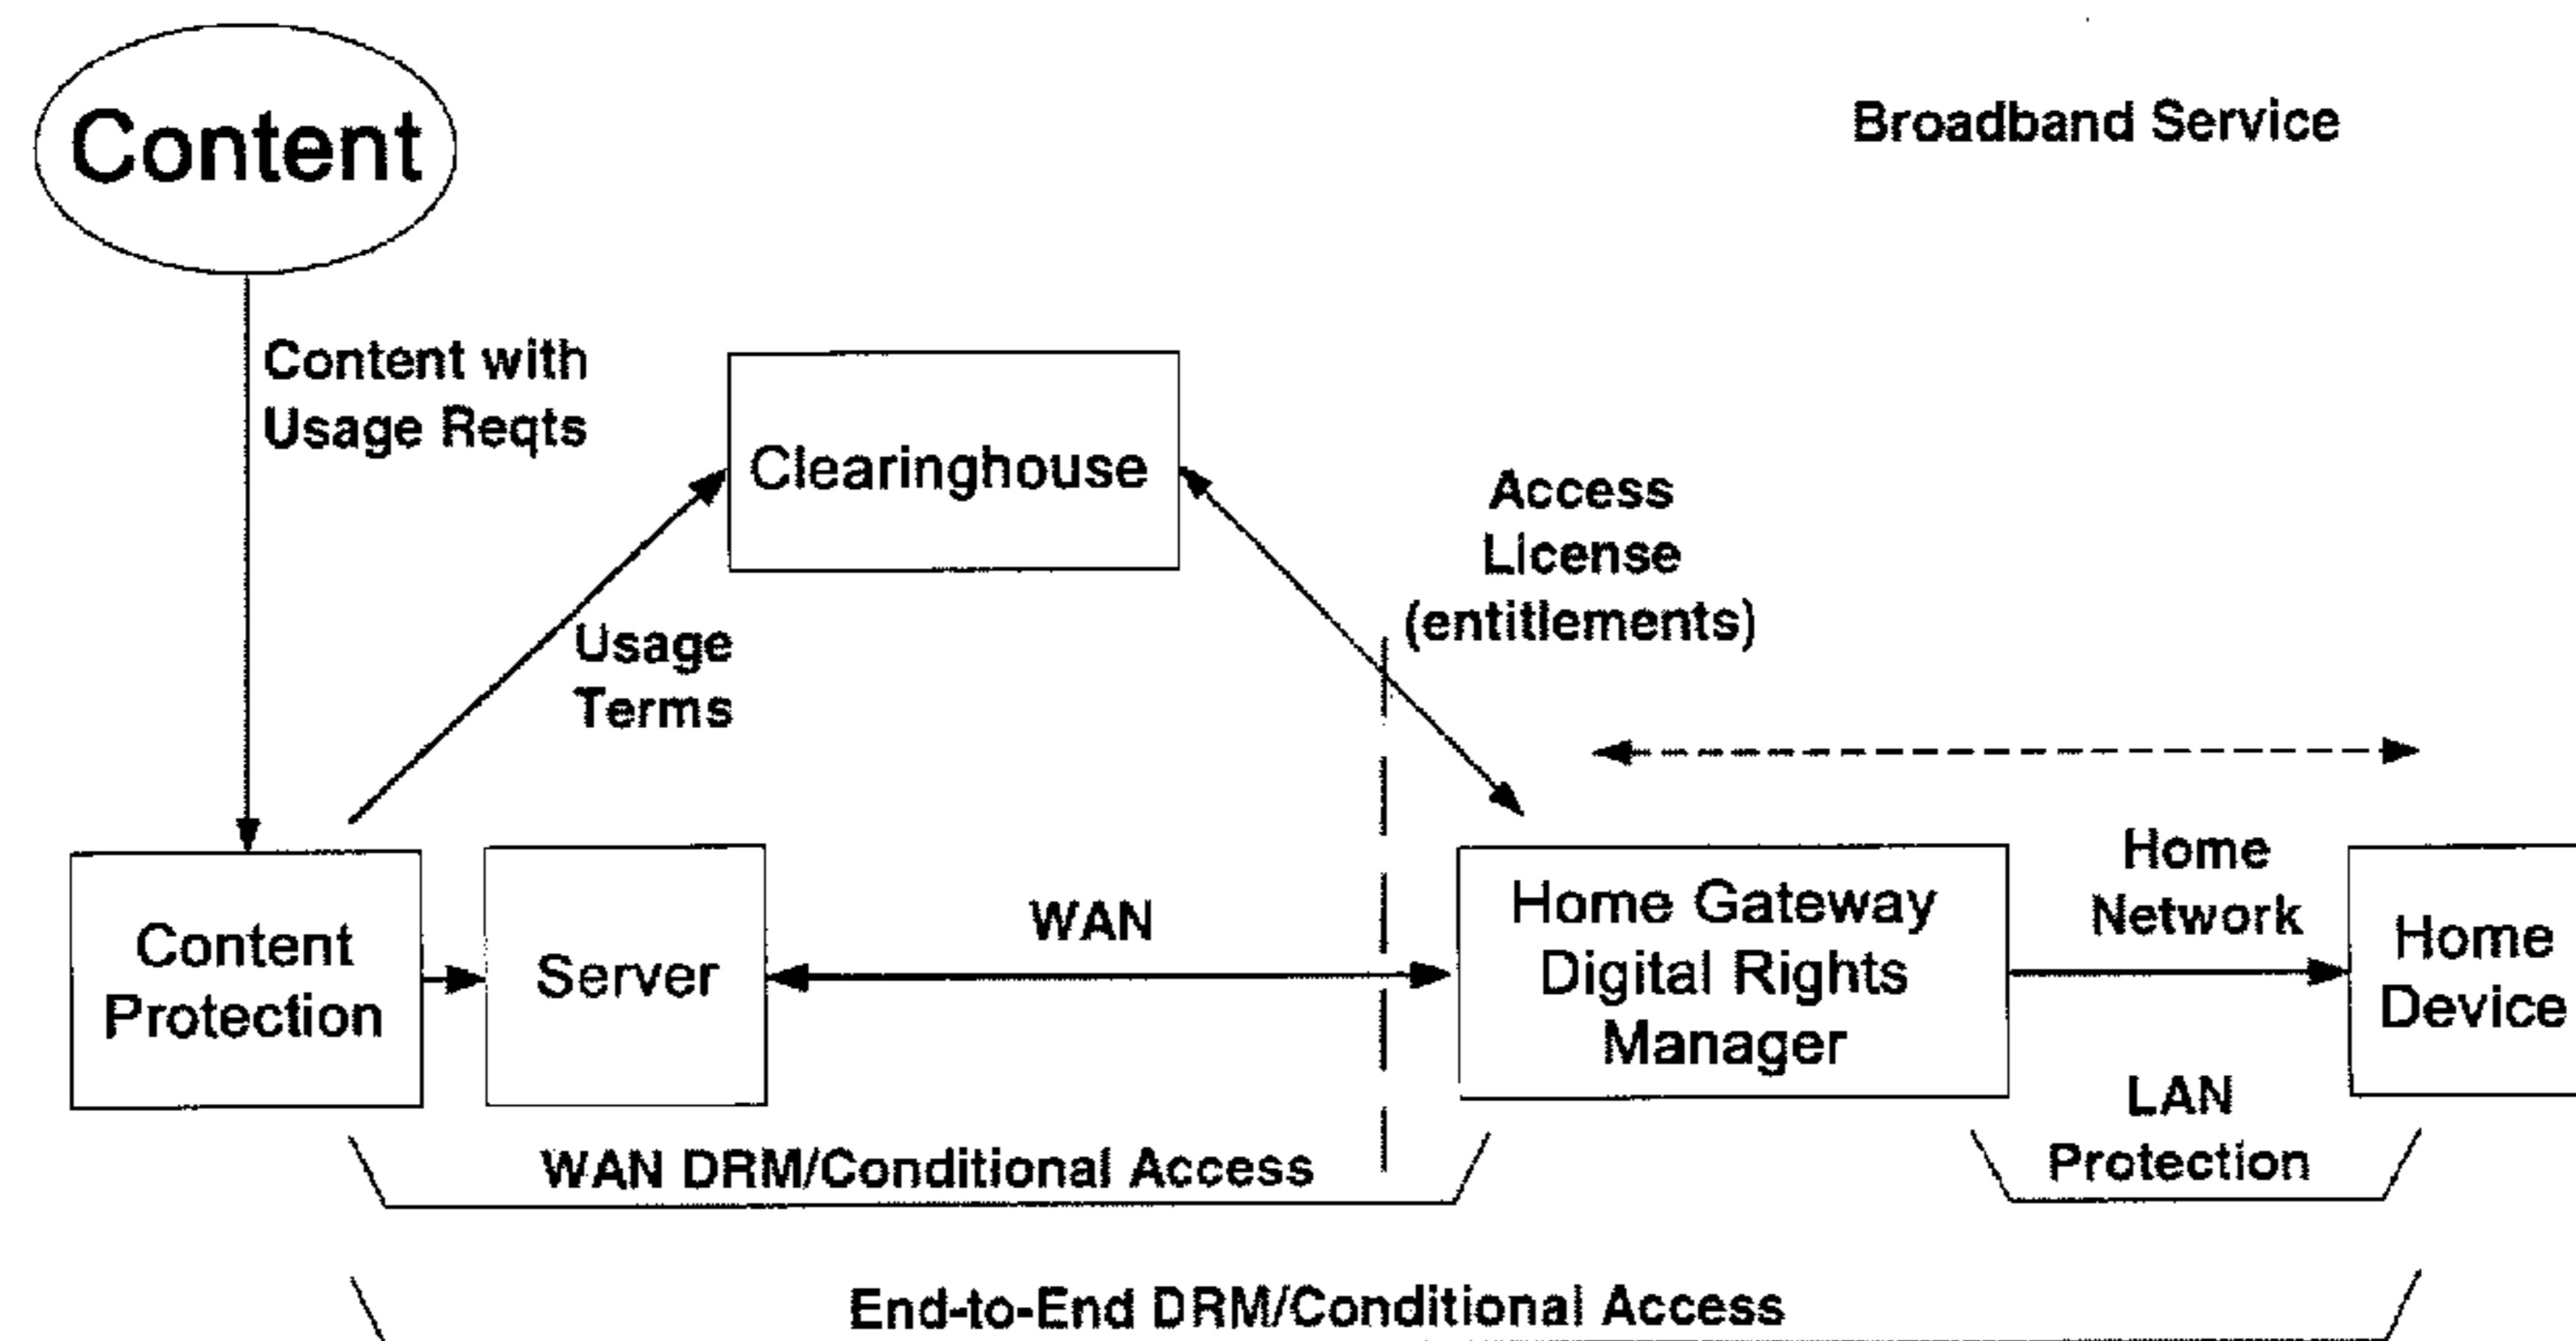 Content
Broadband Service
Content with
Usage Reqts
Clearinghouse
Access
License
(entitlements)
Usage
Terms
Content
Protection
Server
WAN
Home Gateway
Digital Rights
Manager
Home
Network
Home
Device
LAN
Protection
WAN DRM/Conditional Access
End-to-End DRM/Conditional Access